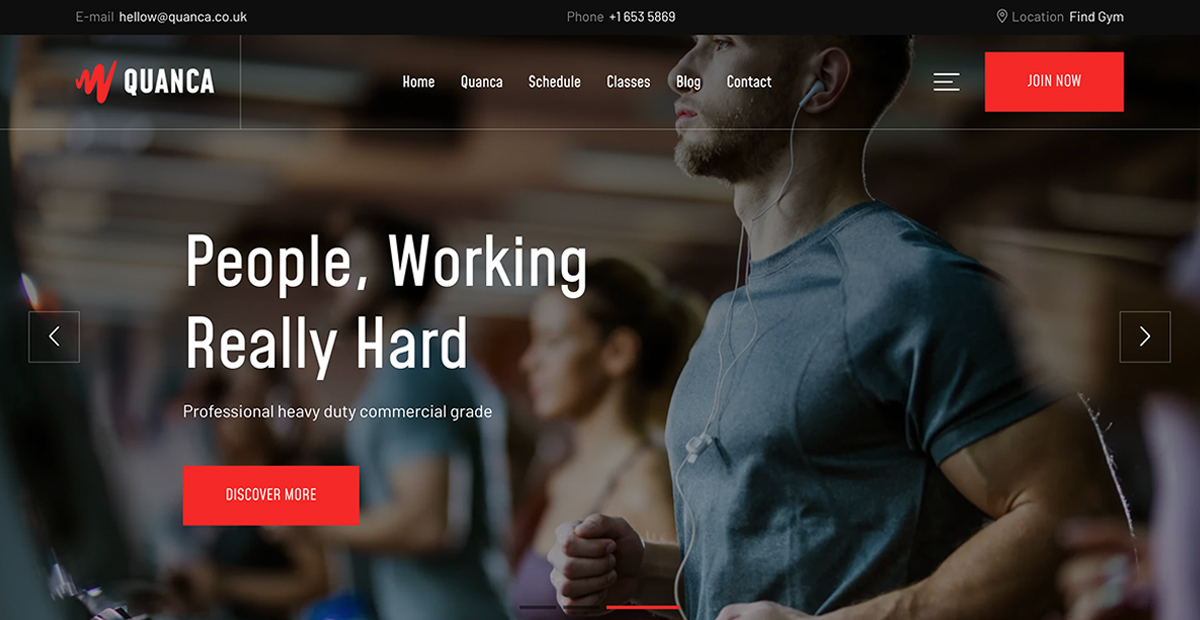 E-mail hellow@quanca.co.uk
Phone +1 653 5869
Location Find Gym
QUANCA
Home Quanca Schedule Classes Blog Contact
JOIN NOW
People, Working
Really Hard
Professional heavy duty commercial grade
DISCOVER MORE